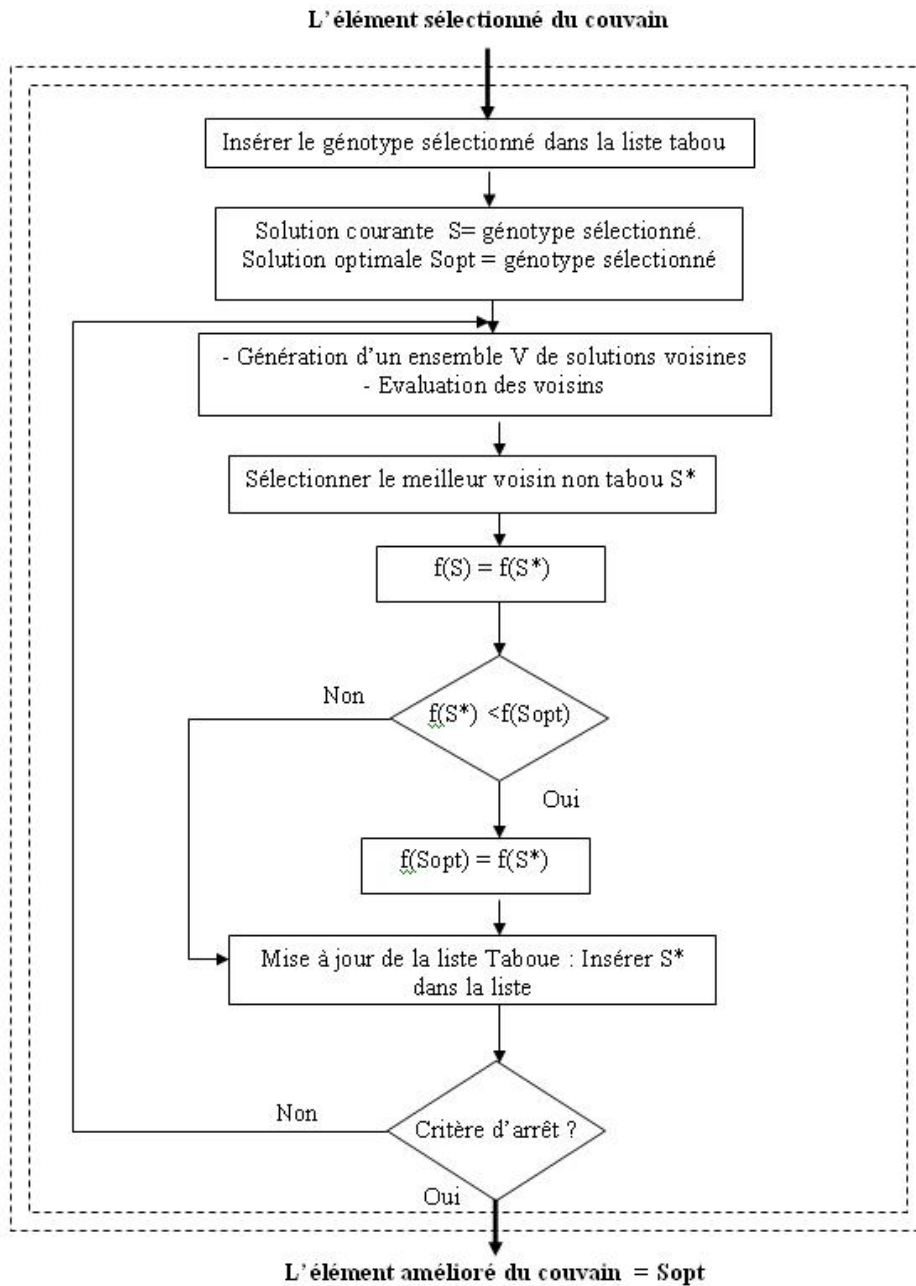 L'élément sélectionné du couvain
Insérer le génotype sélectionné dans la liste tabou
Solution courante S= génotype sélectionné.
Solution optimale Sopt = génotype sélectionné
- Génération d'un ensemble V de solutions voisines
- Evaluation des voisins
Sélectionner le meilleur voisin non tabou S*
f(S) = f(S*)
Non
f(S*) <f(Sopt)
Oui
f(Sopt) = f(S*)
Mise à jour de la liste Taboue : Insérer S*
dans la liste
Non
Critère d'arrêt ?
Oui
L'élément amélioré du couvain = Sopt